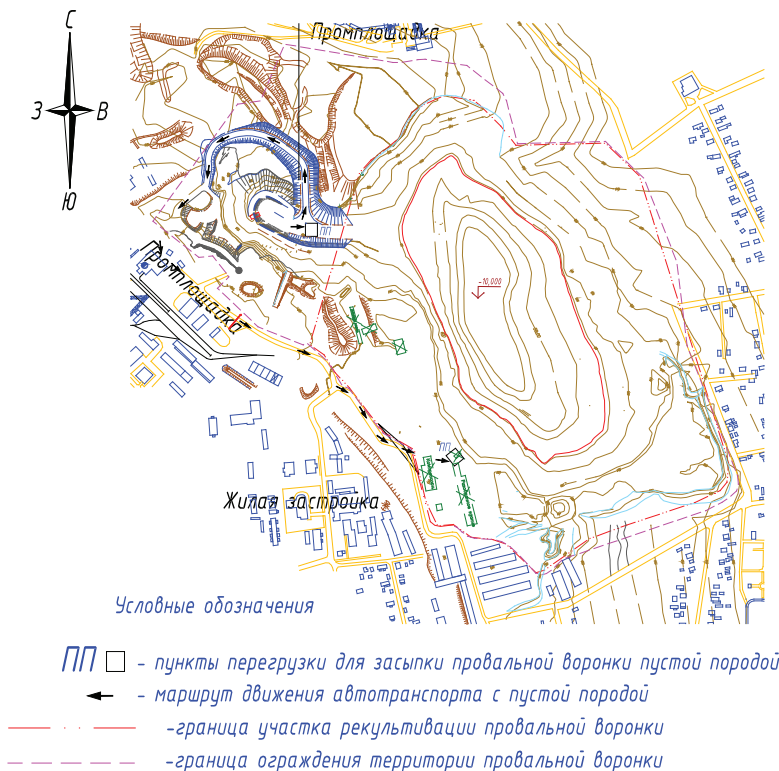 С
Промплощадка
З
В
Ю
ПП
-10,000
Промплощадка
ПП
Жилая застройка
Условные обозначения
ПП - пункты перегрузки для засыпки провальной воронки пустой породой
- маршрут движения автотранспорта с пустой породой
-граница участка рекультивации провальной воронки
-граница ограждения территории провальной воронки